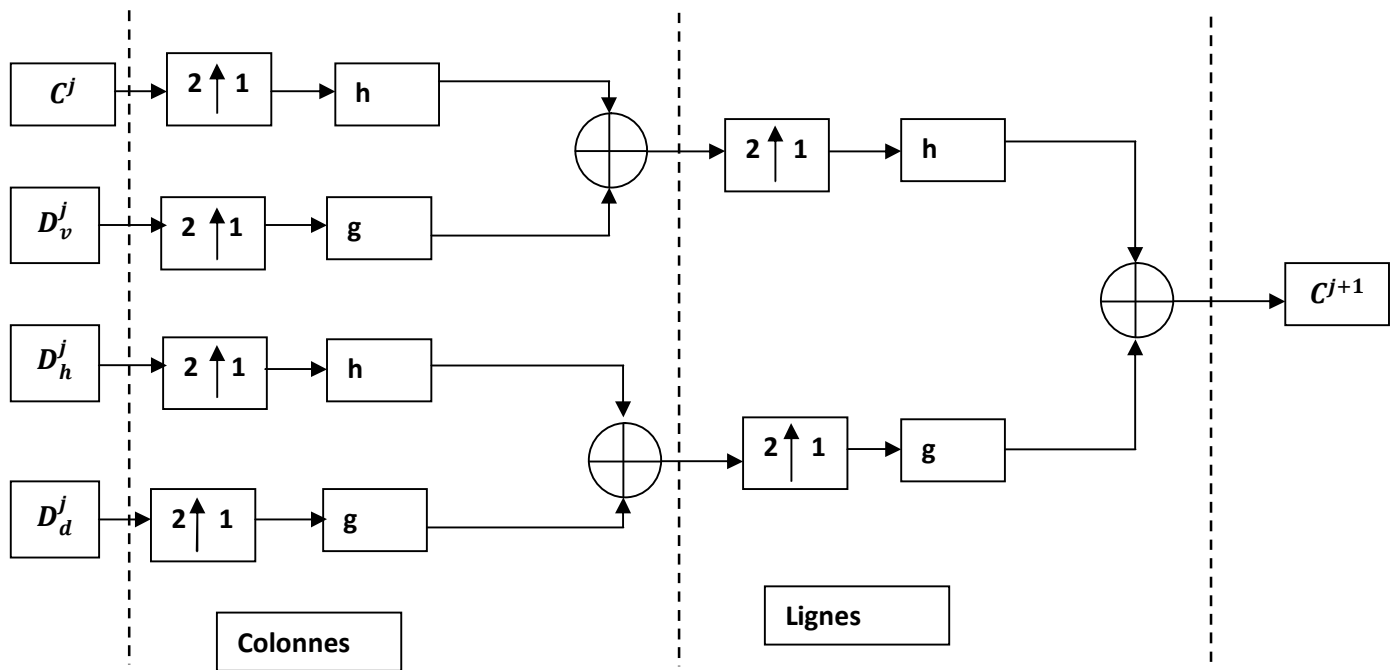 C^j
2 1
h
2 1
h
D_v^j
2 1
g
C^{j+1}
D_h^j
2 1
h
2 1
g
D_d^j
2 1
g
Colonnes
Lignes